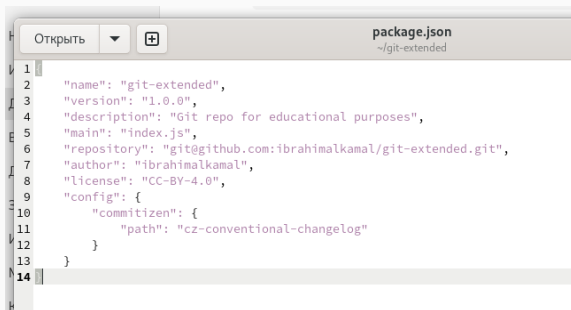 Открыть
package.json
~/git-extended
1 {
2     "name": "git-extended",
3     "version": "1.0.0",
4     "description": "Git repo for educational purposes",
5     "main": "index.js",
6     "repository": "git@github.com:ibrahimalkamal/git-extended.git",
7     "author": "ibrahimalkamal",
8     "license": "CC-BY-4.0",
9     "config": {
10         "commitizen": {
11             "path": "cz-conventional-changelog"
12         }
13     }
14 }